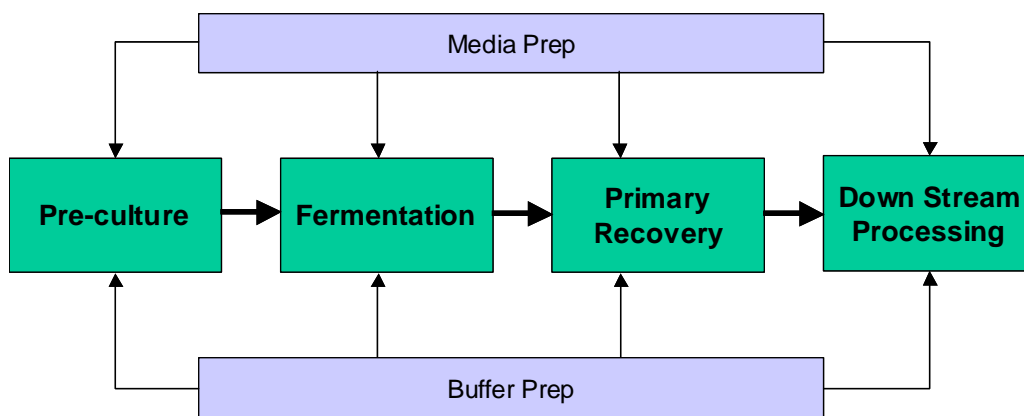 Media Prep
Pre-culture
Fermentation
Primary
Recovery
Down Stream
Processing
Buffer Prep